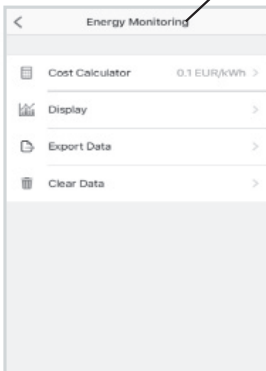 Energy Monitoring
Cost Calculator 0.1 EUR/kWh
Display
Export Data
Clear Data